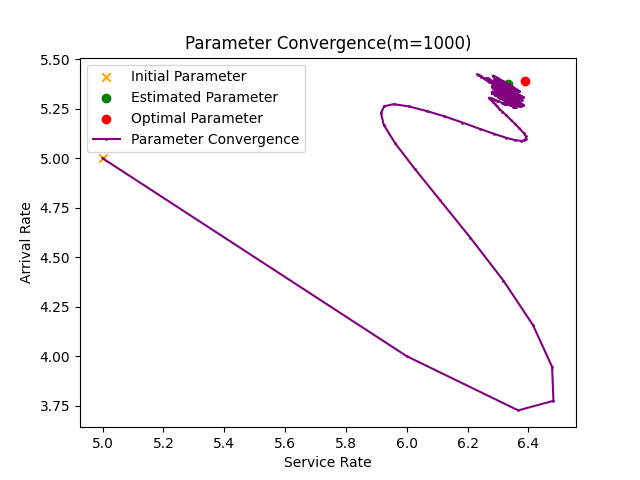 Parameter Convergence(m=1000)
Initial Parameter
Estimated Parameter
Optimal Parameter
Parameter Convergence
Arrival Rate
5.50
5.25
5.00
4.75
4.50
4.25
4.00
3.75
5.0 5.2 5.4 5.6 5.8 6.0 6.2 6.4
Service Rate